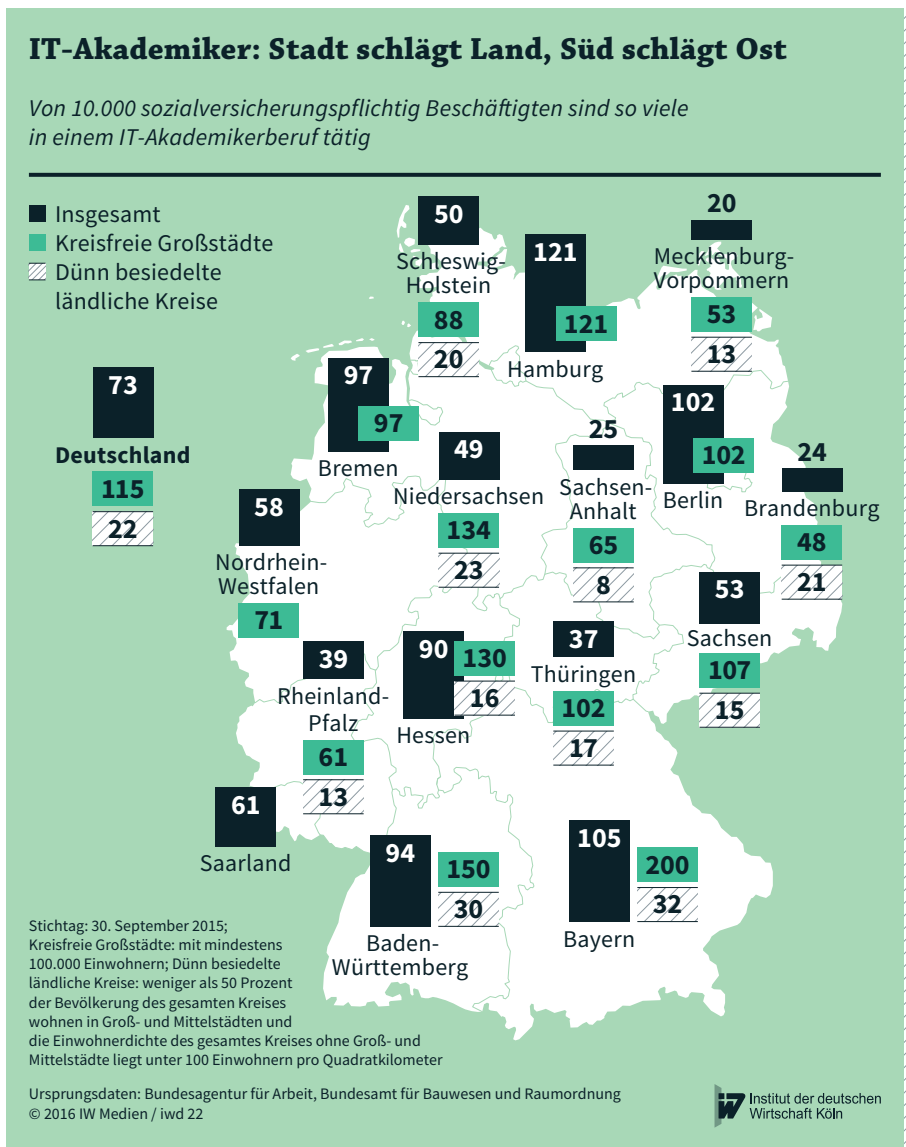 IT-Akademiker: Stadt schlägt Land, Süd schlägt Ost
Von 10.000 sozialversicherungspflichtig Beschäftigten sind so viele
in einem IT-Akademikerberuf tätig
Insgesamt
Kreisfreie Großstädte
Dünn besiedelte
ländliche Kreise
50
Schleswig-
Holstein
88
20
121
121
Hamburg
20
Mecklenburg-
Vorpommern
53
13
73
Deutschland
115
22
97
97
Bremen
49
Niedersachsen
134
23
25
Sachsen-
Anhalt
65
8
102
102
Berlin
24
Brandenburg
48
21
58
Nordrhein-
Westfalen
71
53
Sachsen
107
15
39
Rheinland-
Pfalz
61
13
90
130
16
Hessen
37
Thüringen
102
17
61
Saarland
94
150
30
Baden-
Württemberg
105
200
32
Bayern
Stichtag: 30. September 2015;
Kreisfreie Großstädte: mit mindestens
100.000 Einwohnern; Dünn besiedelte
ländliche Kreise: weniger als 50 Prozent
der Bevölkerung des gesamten Kreises
wohnen in Groß- und Mittelstädten und
die Einwohnerdichte des gesamtes Kreises ohne Groß- und
Mittelstädte liegt unter 100 Einwohnern pro Quadratkilometer
Ursprungsdaten: Bundesagentur für Arbeit, Bundesamt für Bauwesen und Raumordnung
© 2016 IW Medien / iwd 22
iw Institut der deutschen
Wirtschaft Köln